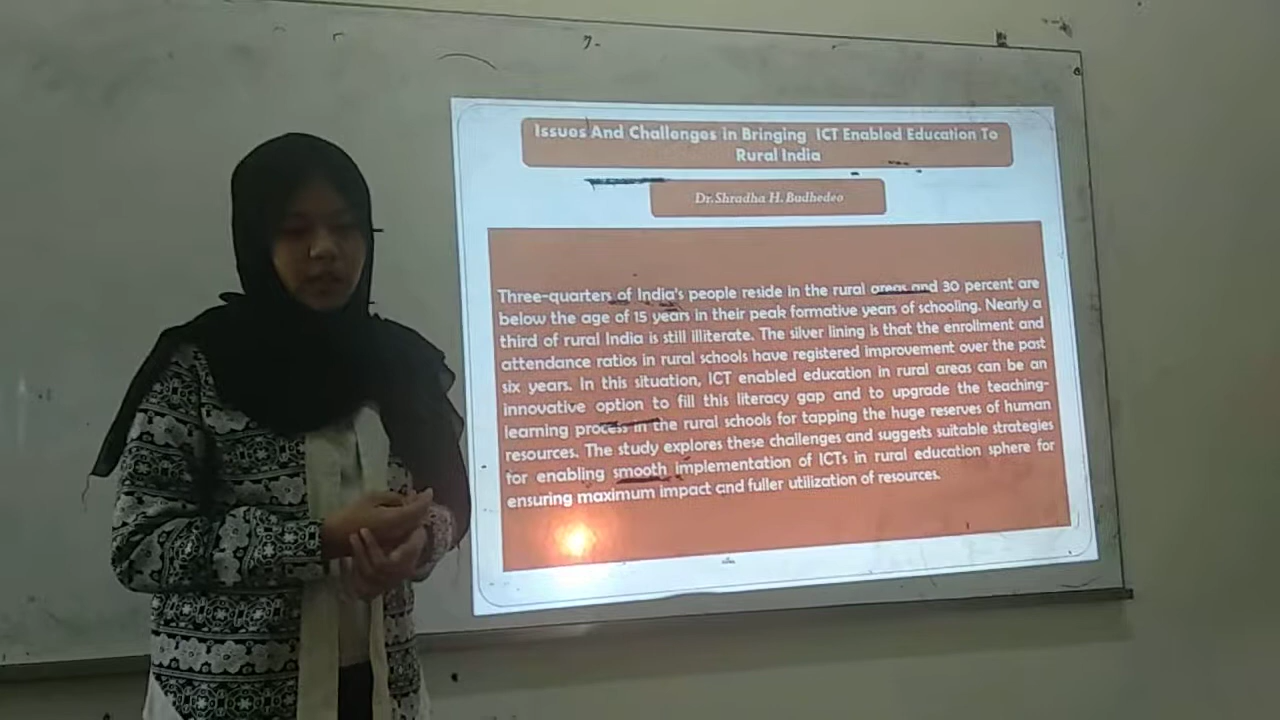 Issues And Challenges in Bringing ICT Enabled Education To
Rural India
Dr. Shradha H. Budhedeo
Three-quarters of India's people reside in the rural areas and 30 percent are
below the age of 15 years in their peak formative years of schooling. Nearly a
third of rural India is still illiterate. The silver lining is that the enrollment and
attendance ratios in rural schools have registered improvement over the past
six years. In this situation, ICT enabled education in rural areas can be an
innovative option to fill this literacy gap and to upgrade the teaching-
learning process in the rural schools for tapping the huge reserves of human
resources. The study explores these challenges and suggests suitable strategies
for enabling smooth implementation of ICTs in rural education sphere for
ensuring maximum impact and fuller utilization of resources.